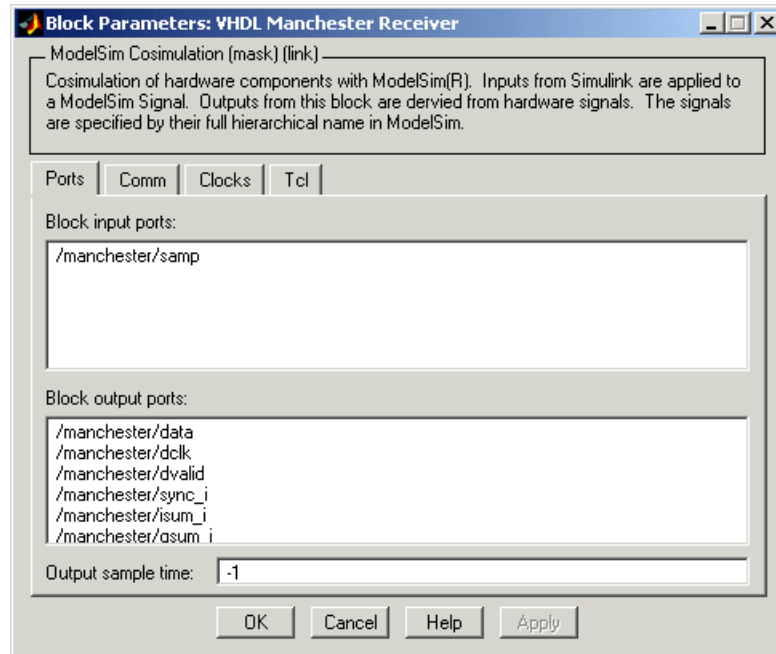 Block Parameters: VHDL Manchester Receiver
ModelSim Cosimulation (mask) (link)
Cosimulation of hardware components with ModelSim(R). Inputs from Simulink are applied to
a ModelSim Signal. Outputs from this block are dervied from hardware signals. The signals
are specified by their full hierarchical name in ModelSim.
Ports Comm Clocks Tcl
Block input ports:
/manchester/samp
Block output ports:
/manchester/data
/manchester/dclk
/manchester/dvalid
/manchester/sync_i
/manchester/isum_i
/manchester/qsum_i
Output sample time: -1
OK Cancel Help Apply